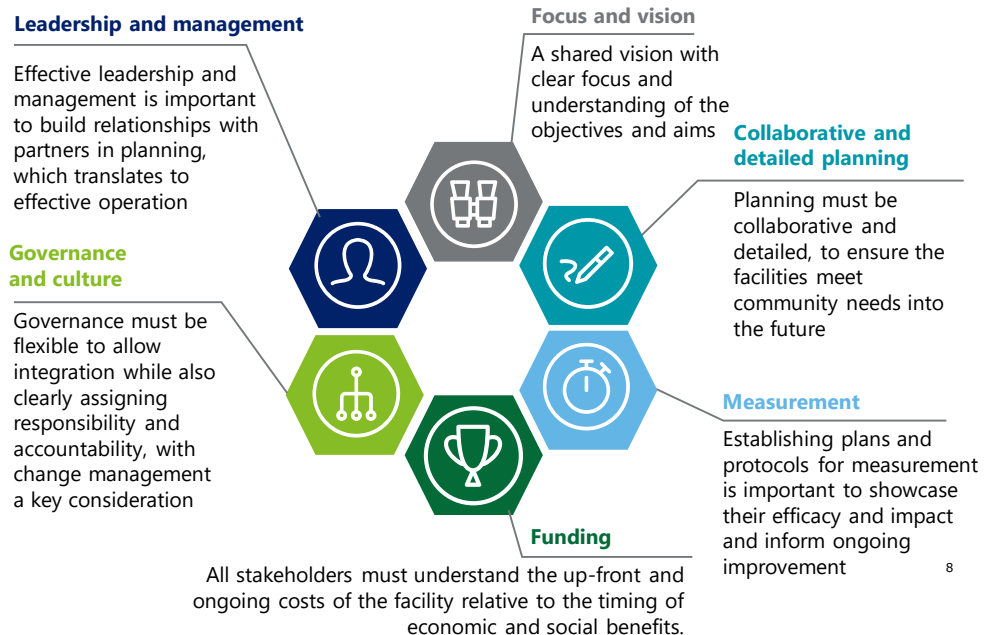 Leadership and management
Effective leadership and
management is important
to build relationships with
partners in planning,
which translates to
effective operation
Focus and vision
A shared vision with
clear focus and
understanding of the
objectives and aims
Collaborative and
detailed planning
Planning must be
collaborative and
detailed, to ensure the
facilities meet
community needs into
the future
Governance
and culture
Governance must be
flexible to allow
integration while also
clearly assigning
responsibility and
accountability, with
change management
a key consideration
Measurement
Establishing plans and
protocols for measurement
is important to showcase
their efficacy and impact
and inform ongoing
improvement
Funding
All stakeholders must understand the up-front and
ongoing costs of the facility relative to the timing of
economic and social benefits.
8